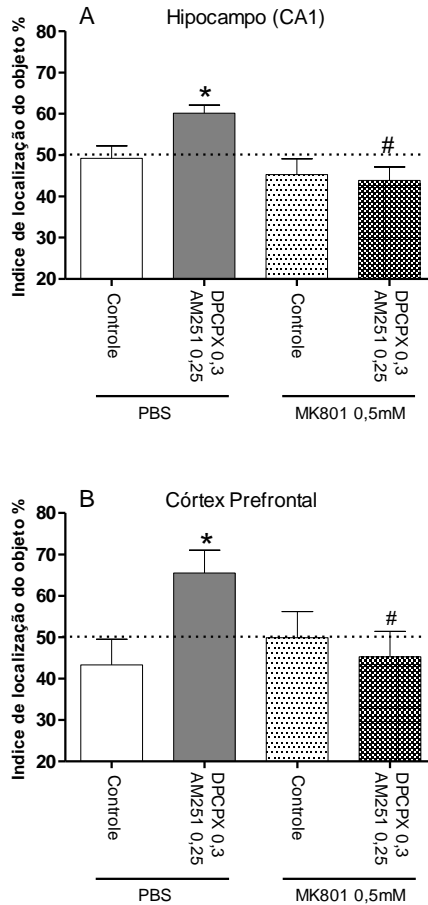 A
Hipocampo (CA1)
Indice de localização do objeto %
80
70
60
50
40
30
20
*
#
Controle
DPCPX 0,3
AM251 0,25
Controle
DPCPX 0,3
AM251 0,25
PBS
MK801 0,5mM
B
Córtex Prefrontal
Indice de localização do objeto %
80
70
60
50
40
30
20
*
#
Controle
DPCPX 0,3
AM251 0,25
Controle
DPCPX 0,3
AM251 0,25
PBS
MK801 0,5mM